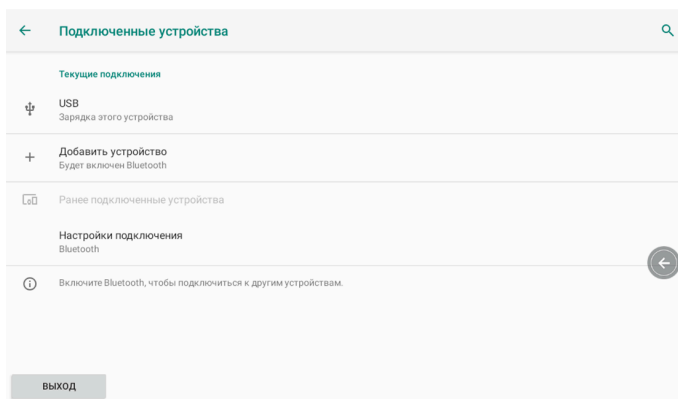 Подключенные устройства
Текущие подключения
USB
Зарядка этого устройства
Добавить устройство
Будет включен Bluetooth
Ранее подключенные устройства
Настройки подключения
Bluetooth
Включите Bluetooth, чтобы подключиться к другим устройствам.
ВЫХОД